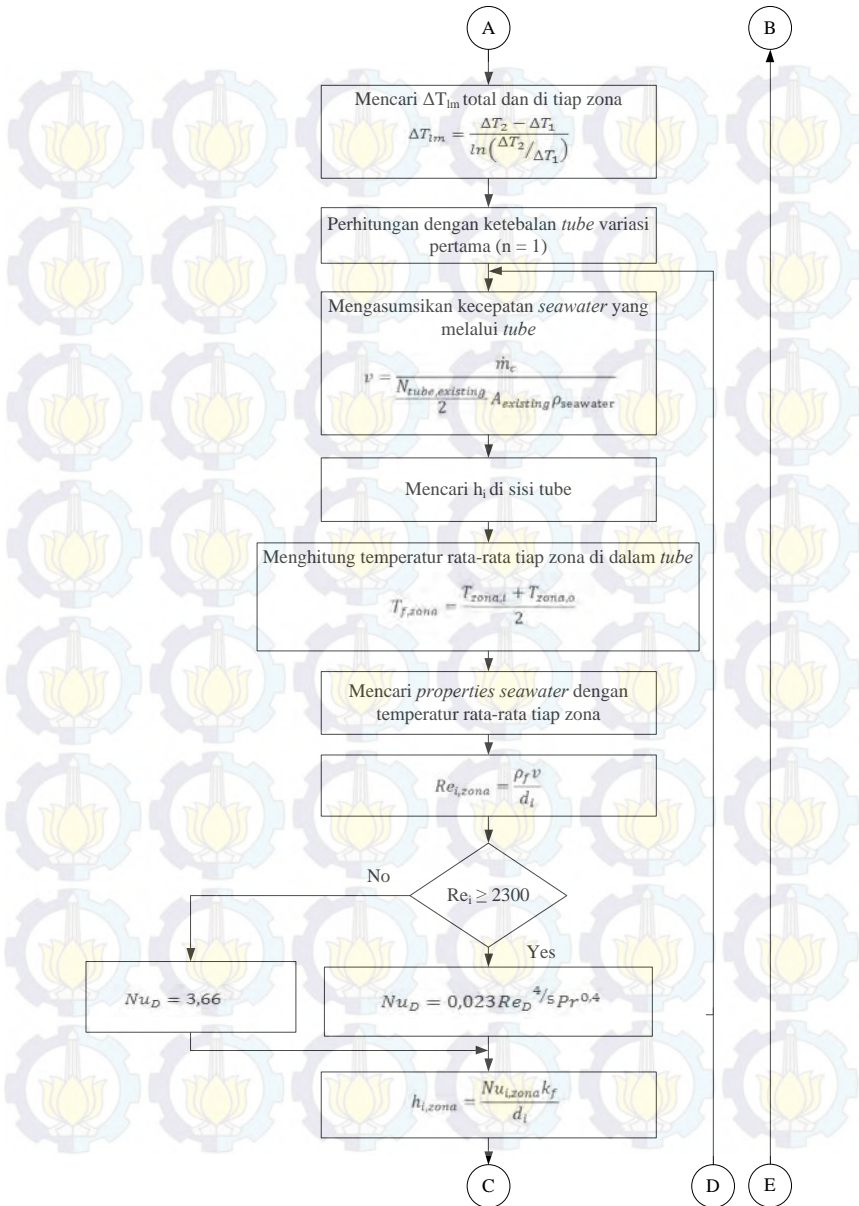 A
B
Mencari ΔT_lm total dan di tiap zona
ΔT_lm = (ΔT_2 − ΔT_1) / ln(ΔT_2/ΔT_1)
Perhitungan dengan ketebalan tube variasi
pertama (n = 1)
Mengasumsikan kecepatan seawater yang
melalui tube
v = ṁ_c / (N_tube,existing/2 A_existing ρ_seawater)
Mencari h_i di sisi tube
Menghitung temperatur rata-rata tiap zona di dalam tube
T_f,zona = (T_zona,i + T_zona,o) / 2
Mencari properties seawater dengan
temperatur rata-rata tiap zona
Re_i,zona = ρ_f v / d_i
No
Re_i ≥ 2300
Yes
Nu_D = 3,66
Nu_D = 0,023 Re_D^4/5 Pr^0,4
h_i,zona = Nu_i,zona k_f / d_i
C
D
E